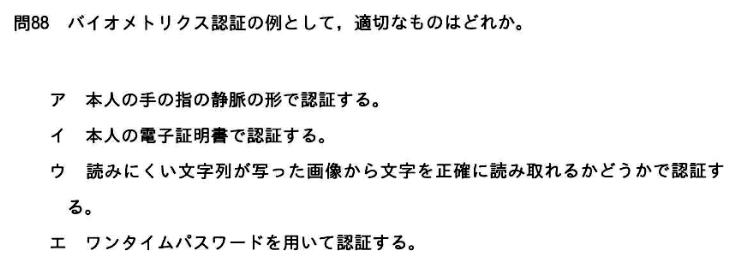 問88　バイオメトリクス認証の例として，適切なものはどれか。
ア　本人の手の指の静脈の形で認証する。
イ　本人の電子証明書で認証する。
ウ　読みにくい文字列が写った画像から文字を正確に読み取れるかどうかで認証す
る。
エ　ワンタイムパスワードを用いて認証する。